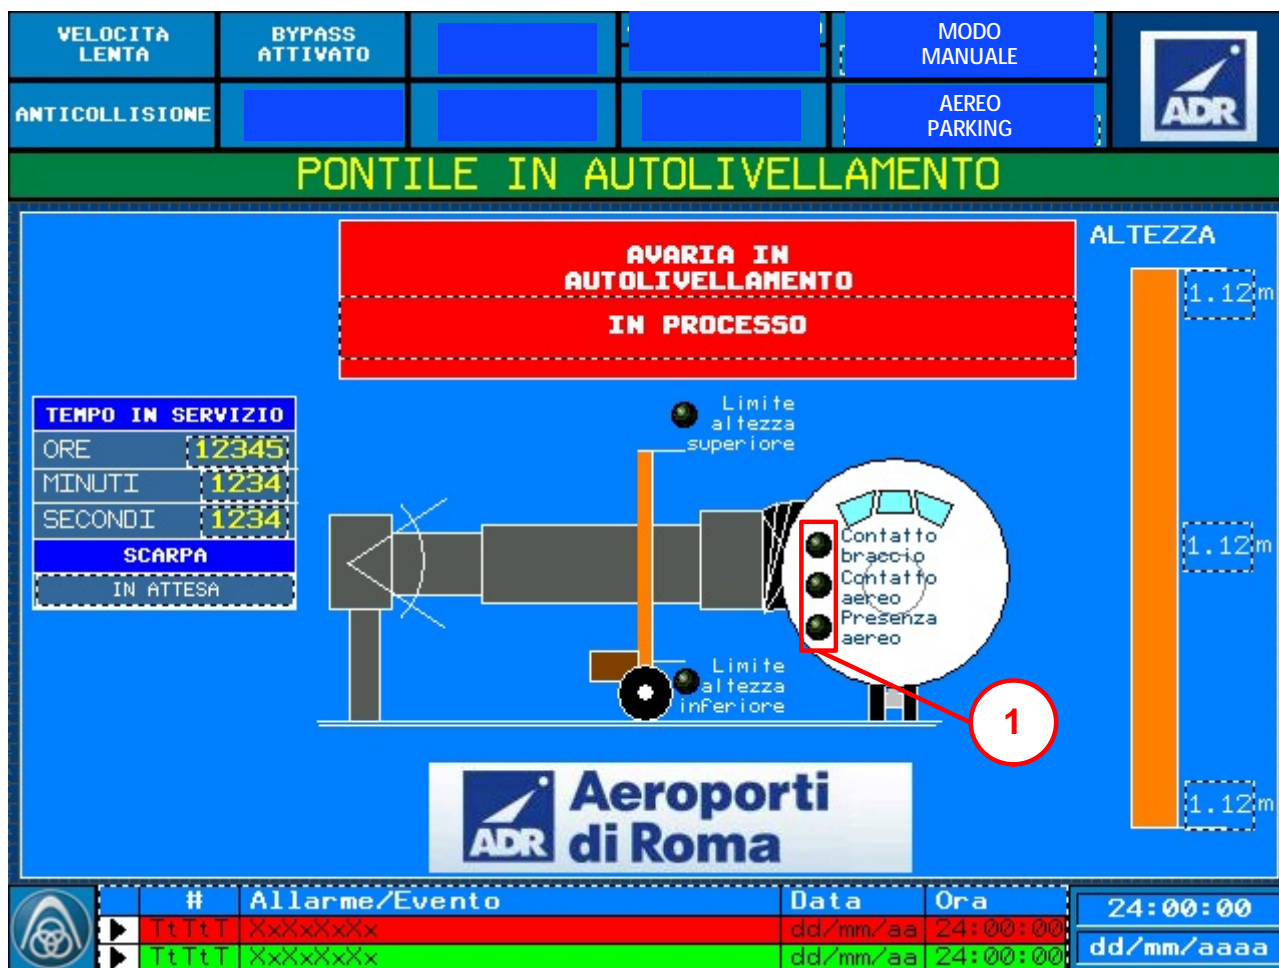 VELOCITA
LENTA
BYPASS
ATTIVATO
MODO
MANUALE
ADR
ANTICOLLISIONE
AEREO
PARKING
PONTILE IN AUTOLIVELLAMENTO
AVARIA IN
AUTOLIVELLAMENTO
IN PROCESSO
ALTEZZA
1.12m
1.12m
1.12m
TEMPO IN SERVIZIO
ORE 12345
MINUTI 1234
SECONDI 1234
SCARPA
IN ATTESA
Limite
altezza
superiore
Contatto
braccio
Contatto
aereo
Presenza
aereo
Limite
altezza
inferiore
1
ADR
Aeroporti
di Roma
# Allarme/Evento Data Ora
TtTtT XxXxXxXx dd/mm/aa 24:00:00
TtTtT XxXxXxXx dd/mm/aa 24:00:00
24:00:00
dd/mm/aaaa